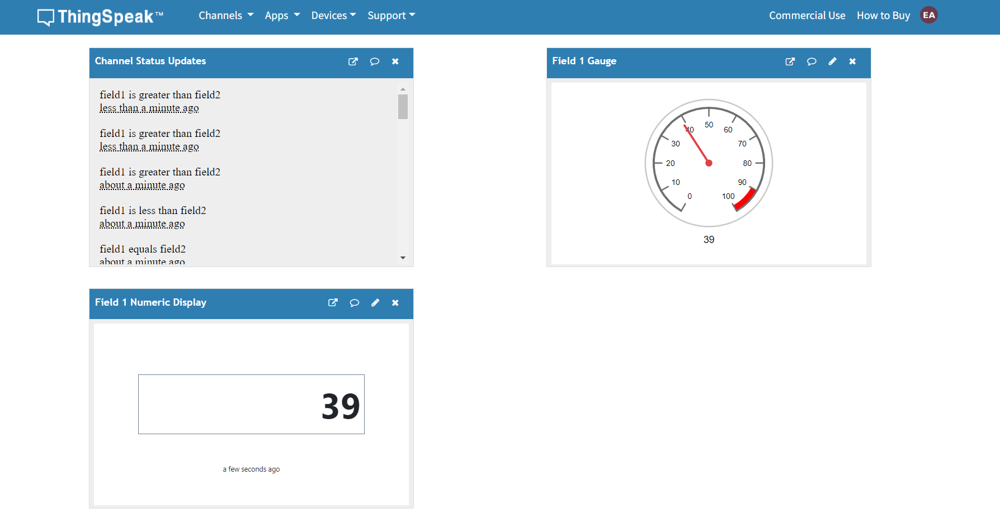 ThingSpeak™
Channels Apps Devices Support Commercial Use How to Buy EA
Channel Status Updates
field1 is greater than field2
less than a minute ago
field1 is greater than field2
less than a minute ago
field1 is greater than field2
about a minute ago
field1 is less than field2
about a minute ago
field1 equals field2
about a minute ago
Field 1 Gauge
50
40 60
30 70
20 80
10 90
0 100
39
Field 1 Numeric Display
39
a few seconds ago